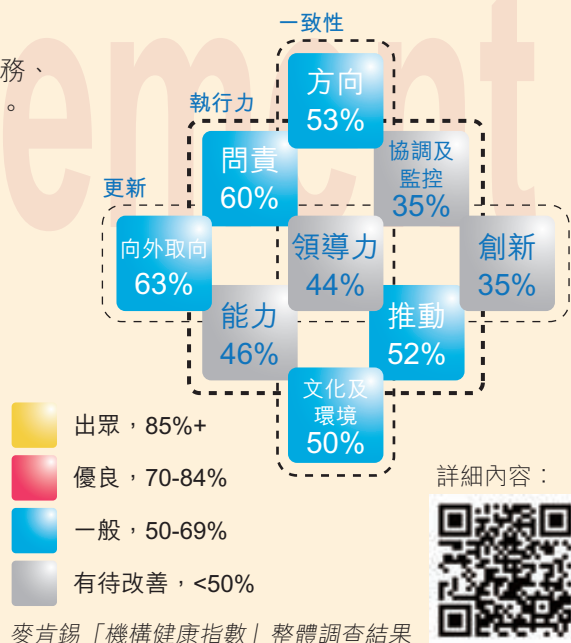 務、
。
ement
一致性
方向
53%
執行力
問責
60%
協調及
監控
35%
更新
向外取向
63%
領導力
44%
創新
35%
能力
46%
推動
52%
文化及
環境
50%
出眾，85%+
優良，70-84%
一般，50-69%
有待改善，<50%
詳細內容：
麥肯錫「機構健康指數」整體調查結果